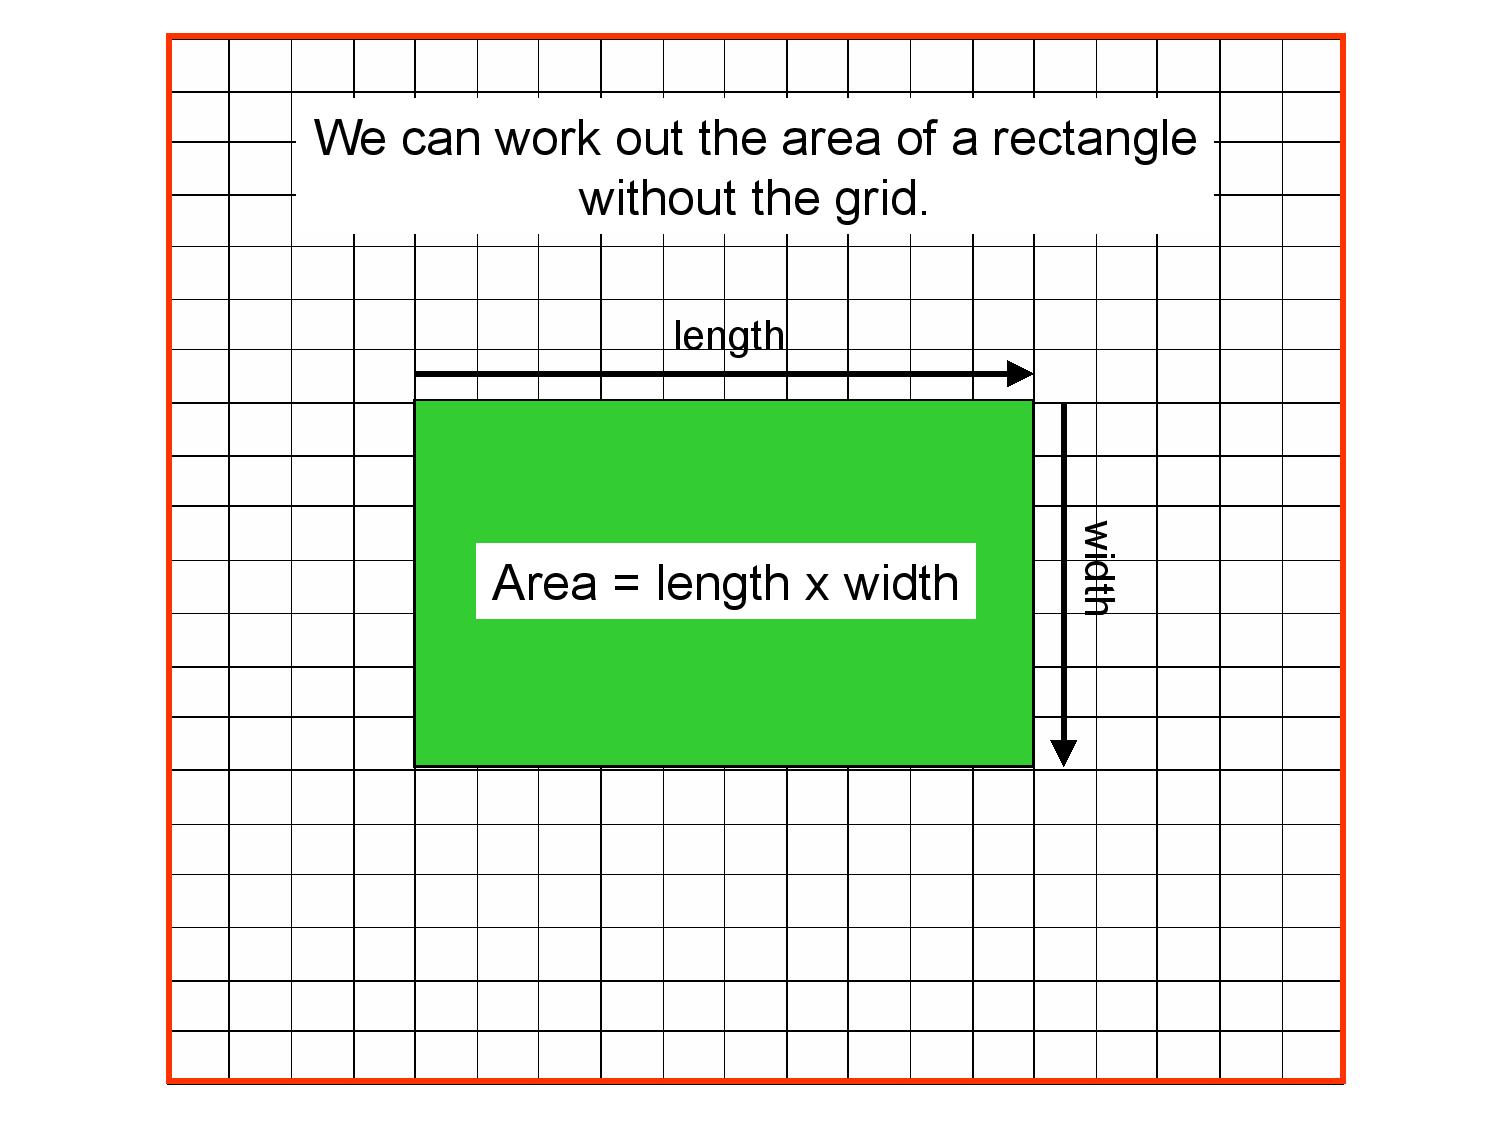 We can work out the area of a rectangle
without the grid.
length
width
Area = length x width